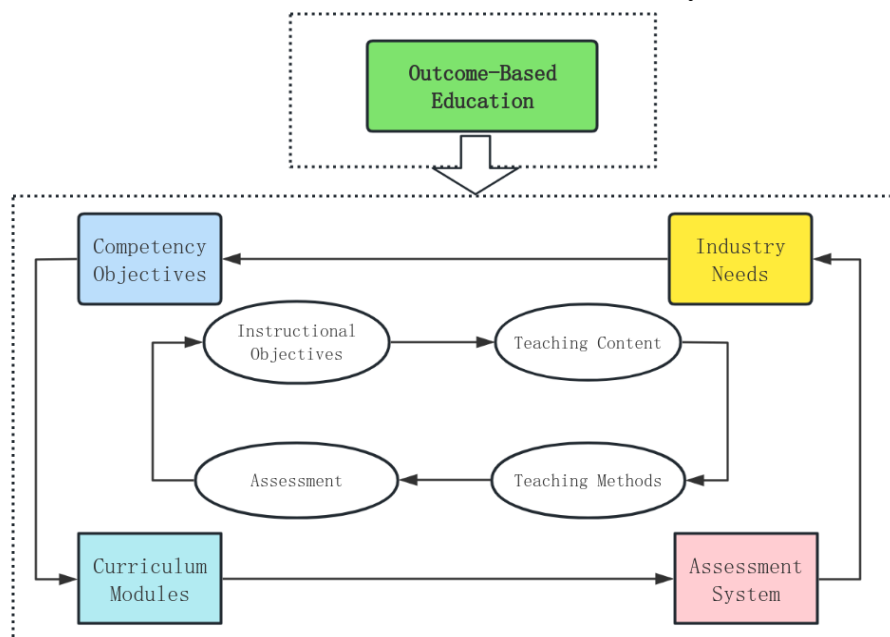 Outcome-Based
Education
Competency
Objectives
Industry
Needs
Instructional
Objectives
Teaching Content
Assessment
Teaching Methods
Curriculum
Modules
Assessment
System